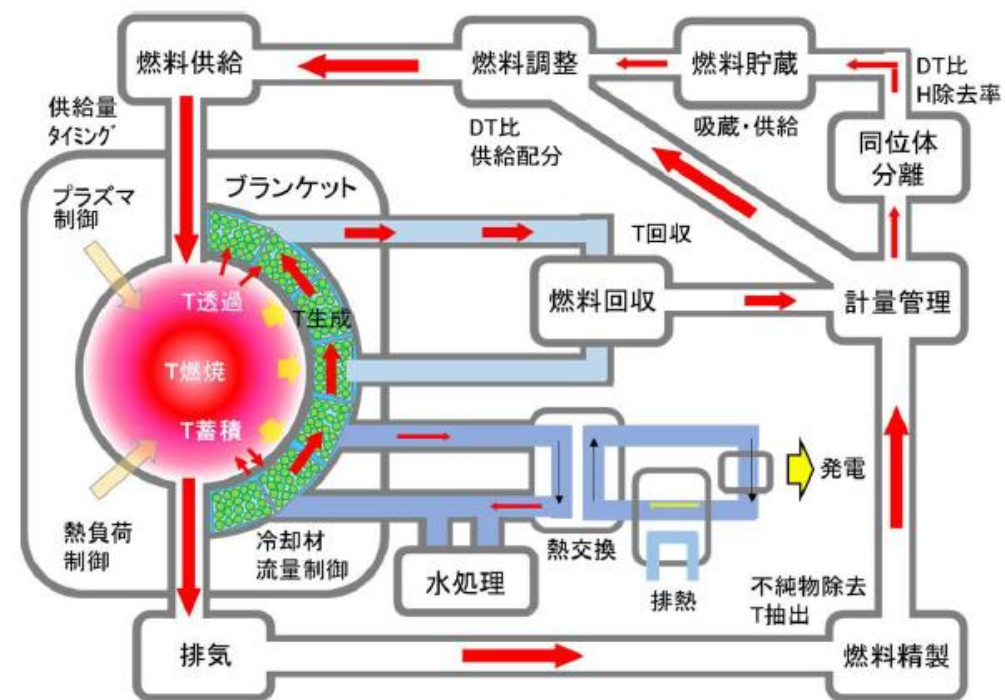 燃料供給
燃料調整
燃料貯蔵
DT比
H除去率
供給量
タイミング
DT比
供給配分
吸蔵・供給
同位体
分離
プラズマ
制御
ブランケット
T回収
T透過
T生成
燃料回収
計量管理
T燃焼
T蓄積
発電
熱負荷
制御
冷却材
流量制御
熱交換
水処理
排熱
不純物除去
T抽出
排気
燃料精製